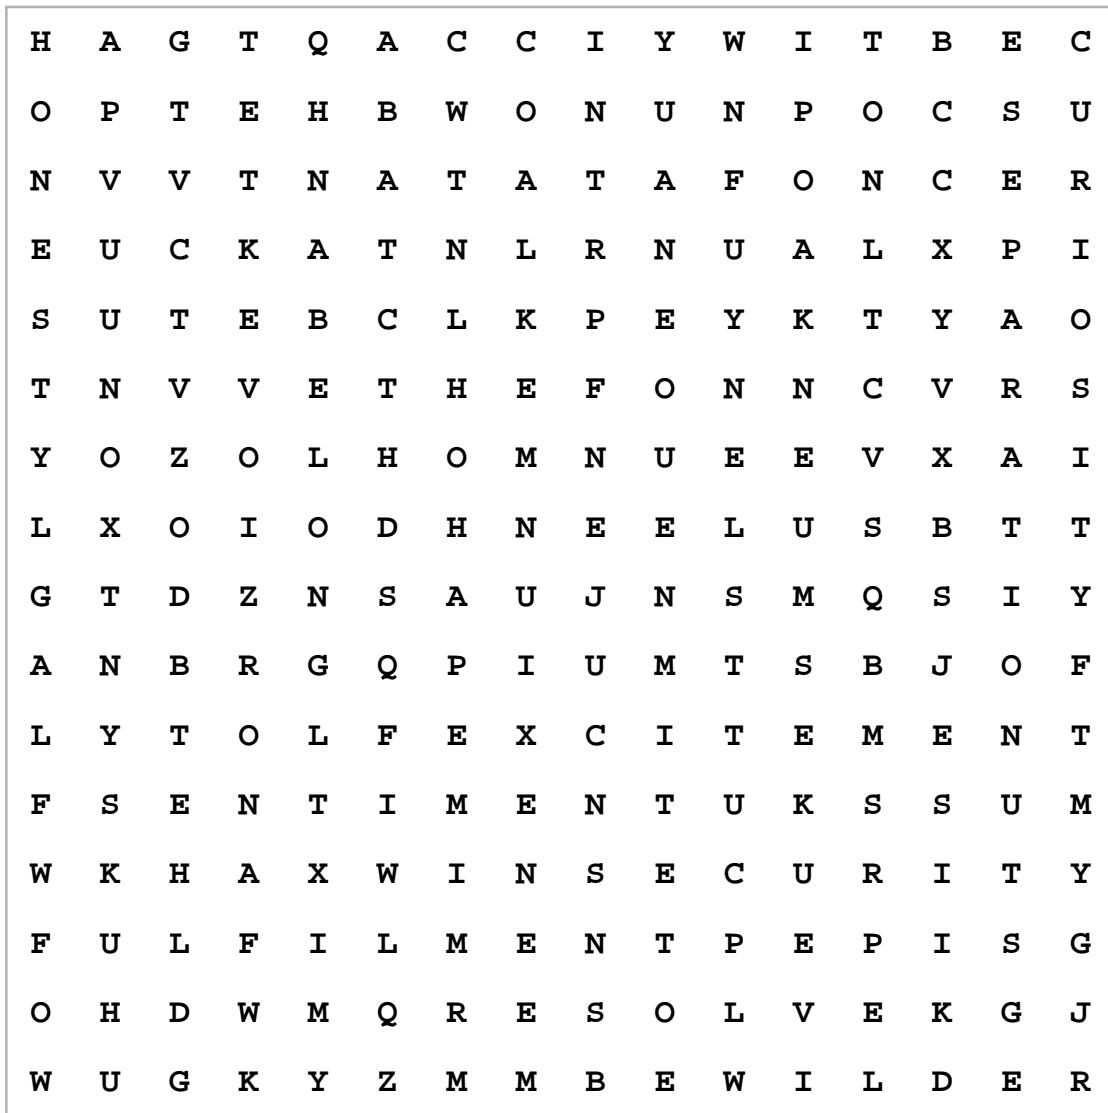 H A G T Q A C C I Y W I T B E C
O P T E H B W O N U N P O C S U
N V V T N A T A T A F O N C E R
E U C K A T N L R N U A L X P I
S U T E B C L K P E Y K T Y A O
T N V V E T H E F O N N C V R S
Y O Z O L H O M N U E E V X A I
L X O I O D H N E E L U S B T T
G T D Z N S A U J N S M Q S I Y
A N B R G Q P I U M T S B J O F
L Y T O L F E X C I T E M E N T
F S E N T I M E N T U K S S U M
W K H A X W I N S E C U R I T Y
F U L F I L M E N T P E P I S G
O H D W M Q R E S O L V E K G J
W U G K Y Z M M B E W I L D E R